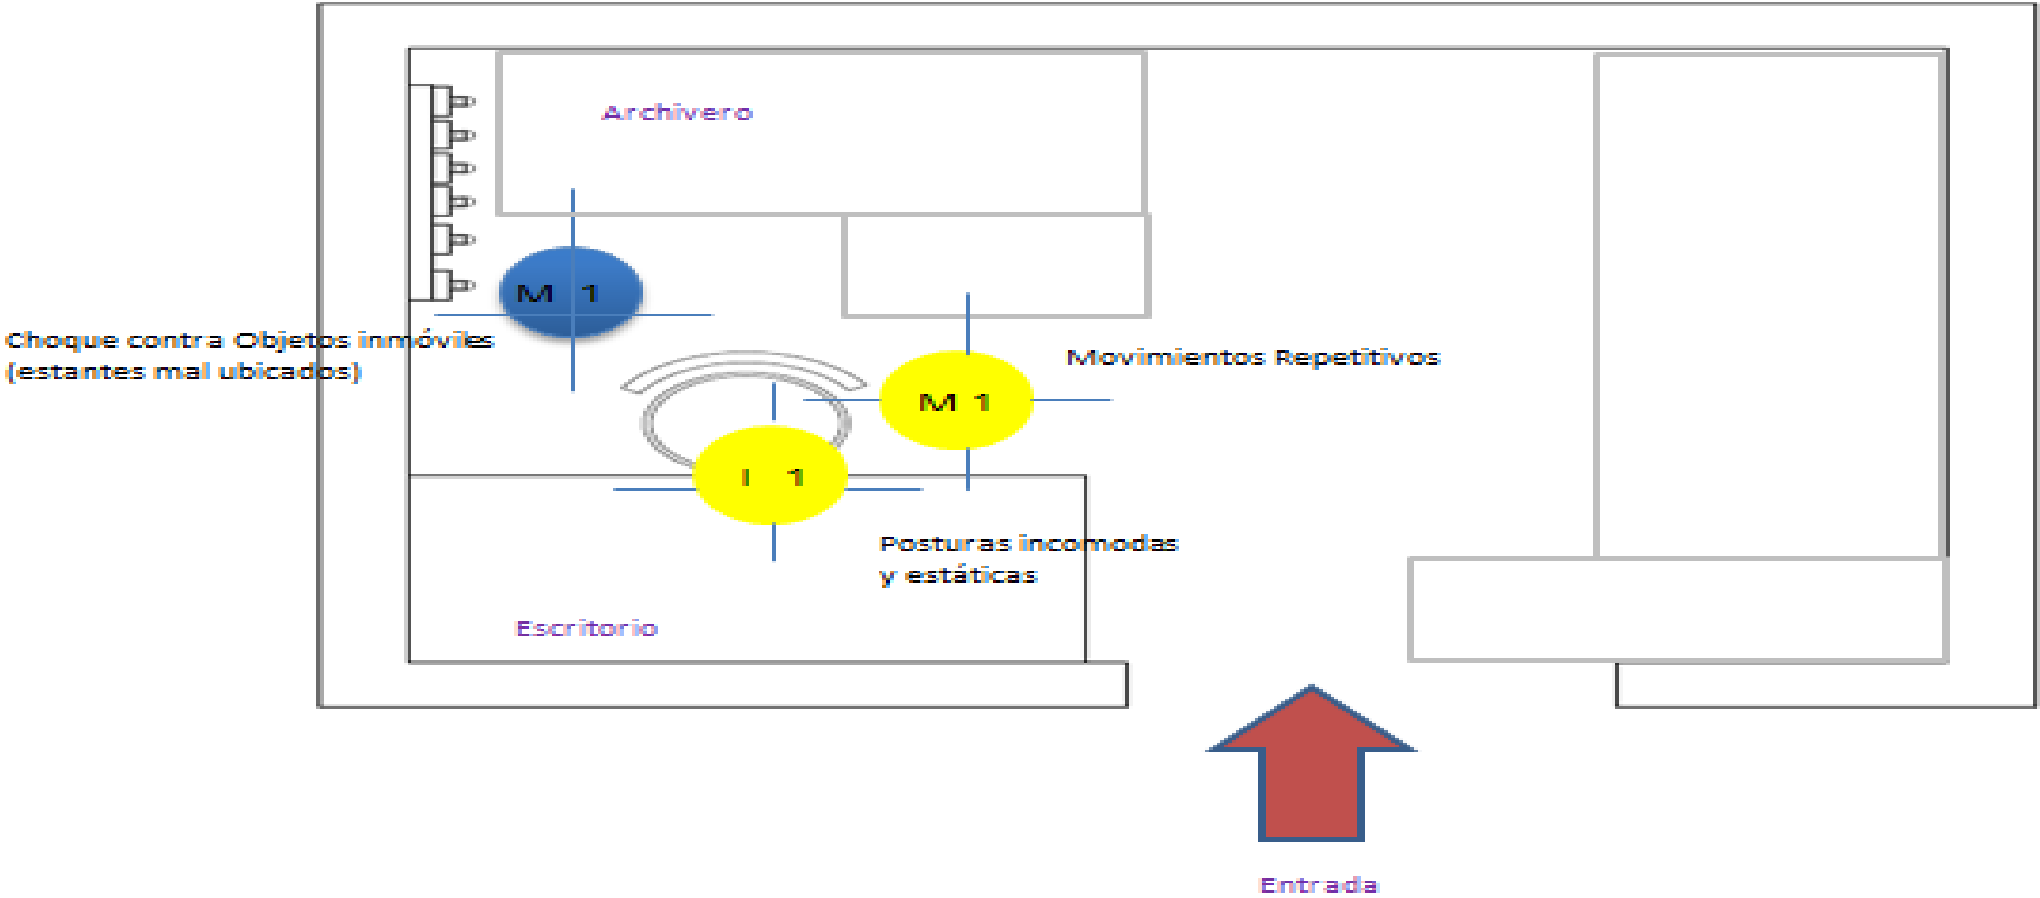 Archivero
M 1
Choque contra Objetos inmóviles
(estantes mal ubicados)
Movimientos Repetitivos
M 1
I 1
Posturas incomodas
y estáticas
Escritorio
Entrada